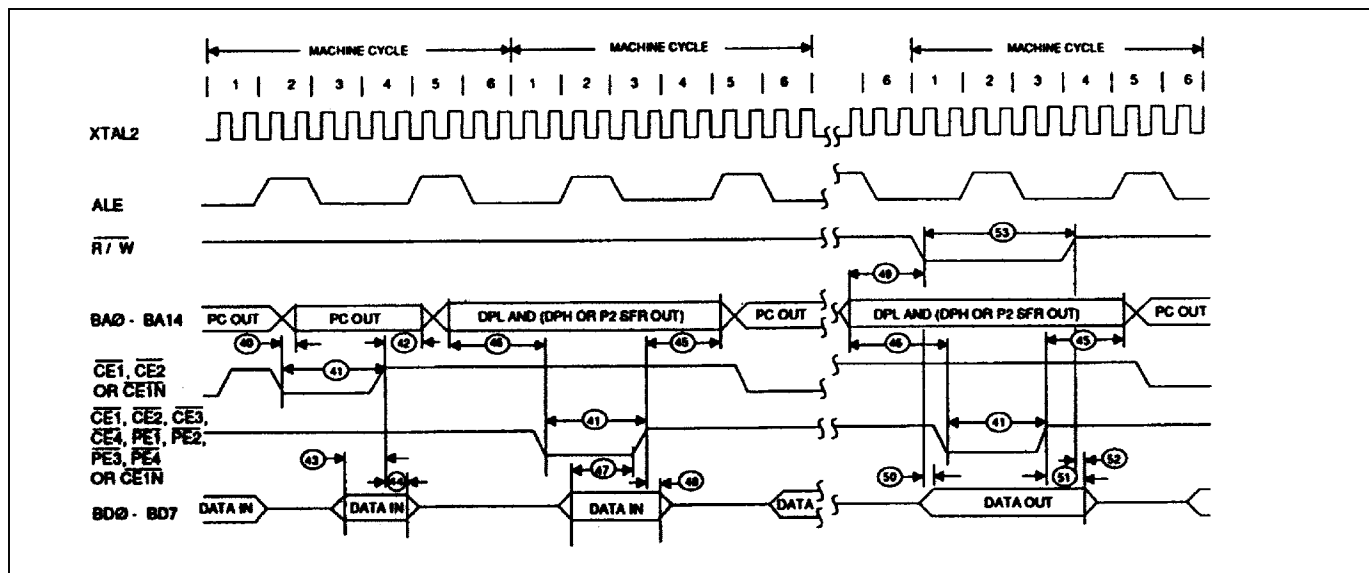 MACHINE CYCLE MACHINE CYCLE MACHINE CYCLE
1 2 3 4 5 6 1 2 3 4 5 6 6 1 2 3 4 5 6
XTAL2
ALE
R / W
53
49
BAØ - BA14
PC OUT PC OUT DPL AND (DPH OR P2 SFR OUT) PC OUT DPL AND (DPH OR P2 SFR OUT) PC OUT
40 42 46 45 46 45
CE1, CE2
OR CE1N
41
CE1, CE2, CE3,
CE4, PE1, PE2,
PE3, PE4
OR CE1N
41 41
43 44 47 48 50 51 52
BDØ - BD7
DATA IN DATA IN DATA IN DATA DATA OUT